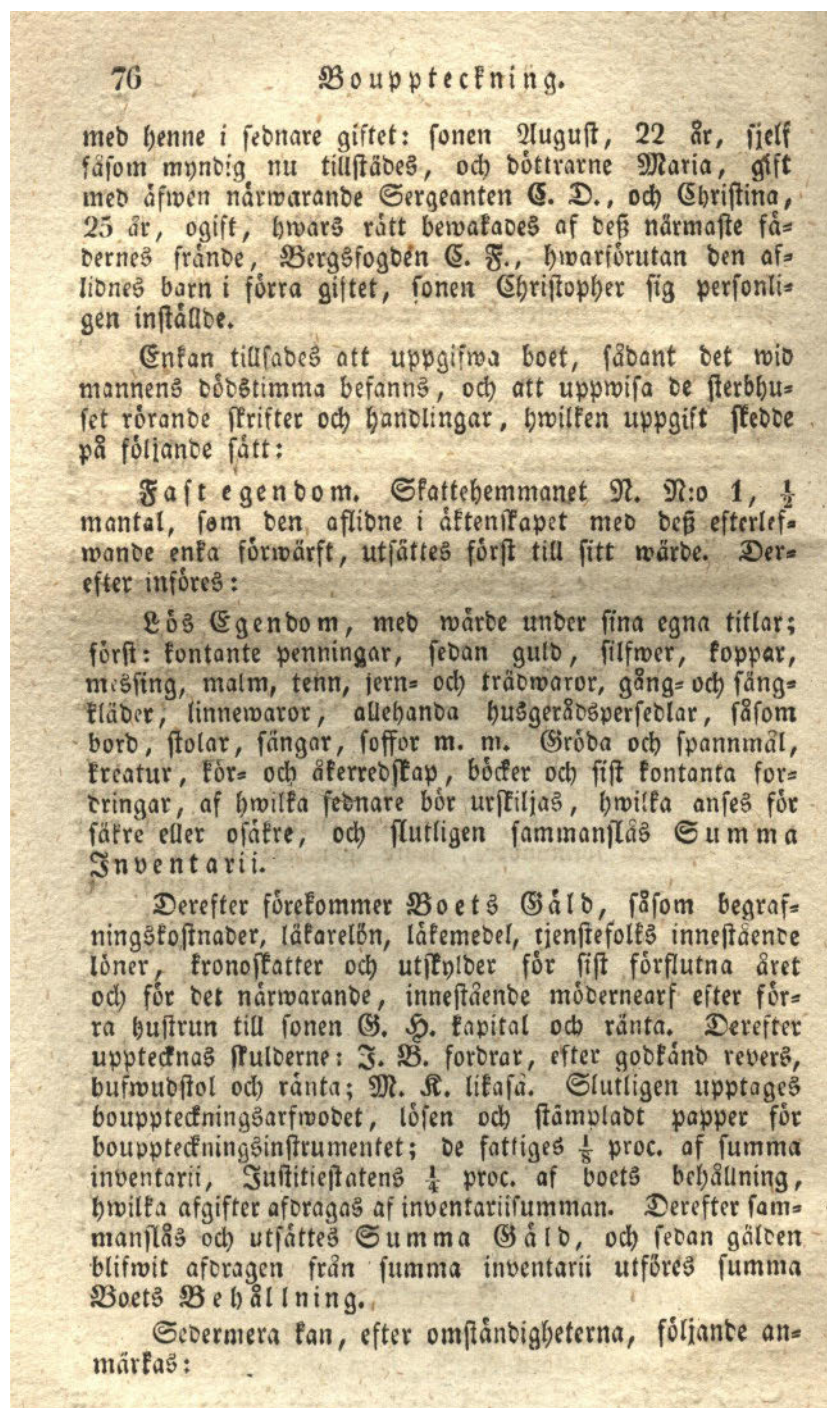 76 Bouppteckning.
med henne i sednare giftet: sonen August, 22 år, sjelf
såsom myndig nu tillstädes, och döttrarne Maria, gift
med äfwen närwarande Sergeanten C. D., och Christina,
25 år, ogift, hwars rätt bewakades af deß närmaste fä-
dernes frände, Bergsfogden E. F., hwarförutan den af-
lidnes barn i förra giftet, sonen Christopher sig personli-
gen inställde.
Enkan tillsades att uppgifwa boet, sådant det wid
mannens dödstimma befanns, och att uppwisa de sterbhu-
set rörande skrifter och handlingar, hwilken uppgift skedde
på följande sätt:
Fast egendom. Skattehemmanet N. N:o 1, ½
mantal, som den aflidne i äktenskapet med deß efterlef-
wande enka förwärft, utsättes först till sitt wärde. Der-
efter införes:
Lös Egendom, med wärde under sina egna titlar;
först: kontante penningar, sedan guld, silfwer, koppar,
messing, malm, tenn, jern- och trädwaror, gång- och säng-
kläder, linnewaror, allehanda husgerådspersedlar, såsom
bord, stolar, sängar, soffor m. m. Gröda och spannmål,
kreatur, kör- och åkerredskap, böcker och sist kontanta for-
dringar, af hwilka sednare bör urskiljas, hwilka anses för
säkre eller osäkre, och slutligen sammanslås Summa
Inventarii.
Derefter förekommer Boets Gäld, såsom begraf-
ningskostnader, läkarelön, läkemedel, tjenstefolks innestående
löner, kronoskatter och utskylder för sist förflutna året
och för det närwarande, innestående mödernearf efter för-
ra hustrun till sonen G. H. kapital och ränta. Derefter
upptecknas skulderne: J. B. fordrar, efter godkänd revers,
hufwudstol och ränta; M. K. likaså. Slutligen upptages
bouppteckningsarfwodet, lösen och stämpladt papper för
bouppteckningsinstrumentet; de fattiges ⅛ proc. af summa
inventarii, Justitiestatens ¼ proc. af boets behållning,
hwilka afgifter afdragas af inventariisumman. Derefter sam-
manslås och utsättes Summa Gäld, och sedan gälden
blifwit afdragen från summa inventarii utföres summa
Boets Behållning.
Sedermera kan, efter omständigheterna, följande an-
märkas: